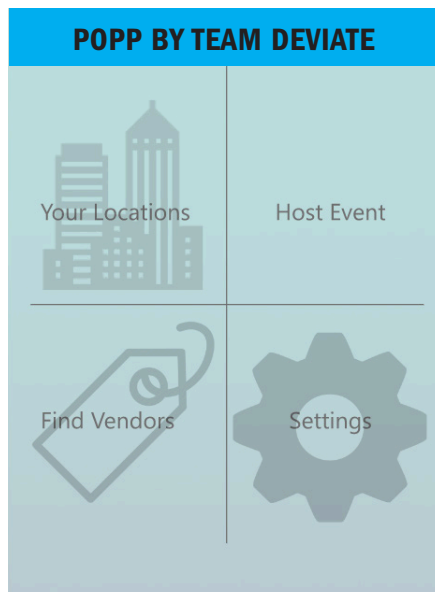 POPP BY TEAM DEVIATE
Your Locations
Host Event
Find Vendors
Settings